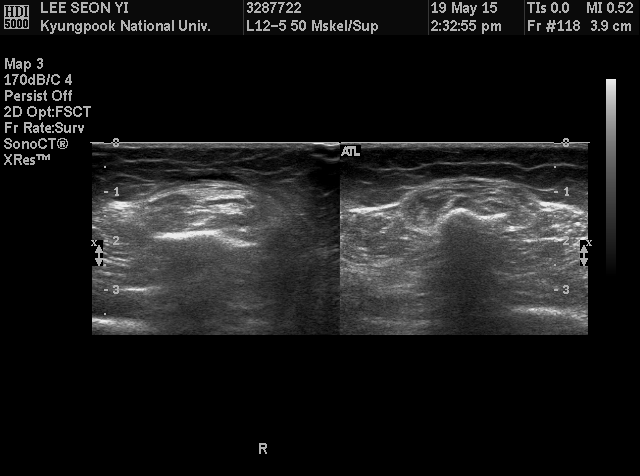 HDI 5000
LEE SEON YI 3287722 19 May 15 TIs 0.0 MI 0.52
Kyungpook National Univ. L12-5 50 Mskel/Sup 2:32:55 pm Fr #118 3.9 cm
Map 3
170dB/C 4
Persist Off
2D Opt:FSCT
Fr Rate:Surv
SonoCT®
XRes™
ATL
0 0
1 1
x 2 2 x
3 3
R